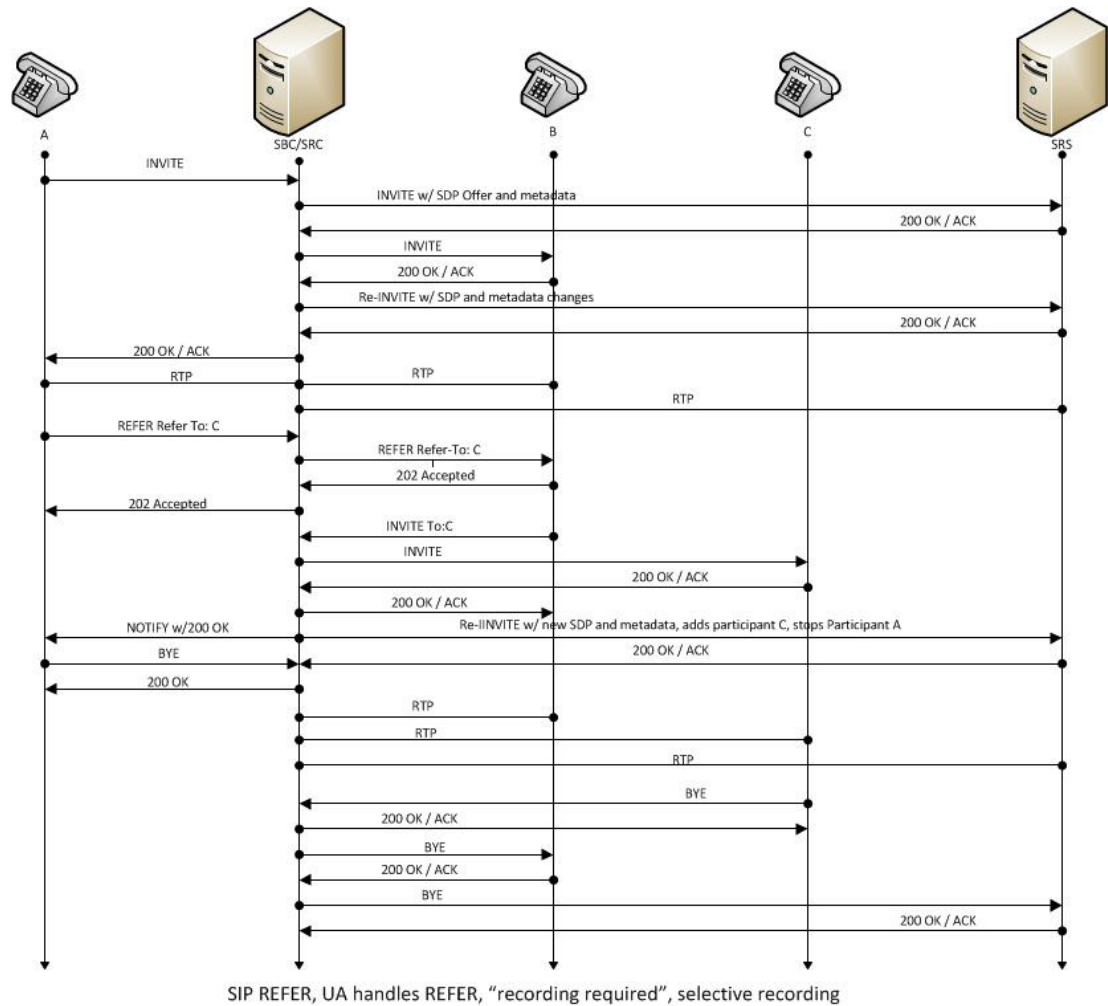 A
SBC/SRC
B
C
SRS
INVITE
INVITE w/ SDP Offer and metadata
200 OK / ACK
INVITE
200 OK / ACK
Re-INVITE w/ SDP and metadata changes
200 OK / ACK
200 OK / ACK
RTP
RTP
RTP
REFER Refer To: C
REFER Refer-To: C
202 Accepted
202 Accepted
INVITE To:C
INVITE
200 OK / ACK
200 OK / ACK
NOTIFY w/200 OK
Re-IINVITE w/ new SDP and metadata, adds participant C, stops Participant A
BYE
200 OK / ACK
200 OK
RTP
RTP
RTP
BYE
200 OK / ACK
BYE
200 OK / ACK
BYE
200 OK / ACK
SIP REFER, UA handles REFER, “recording required”, selective recording